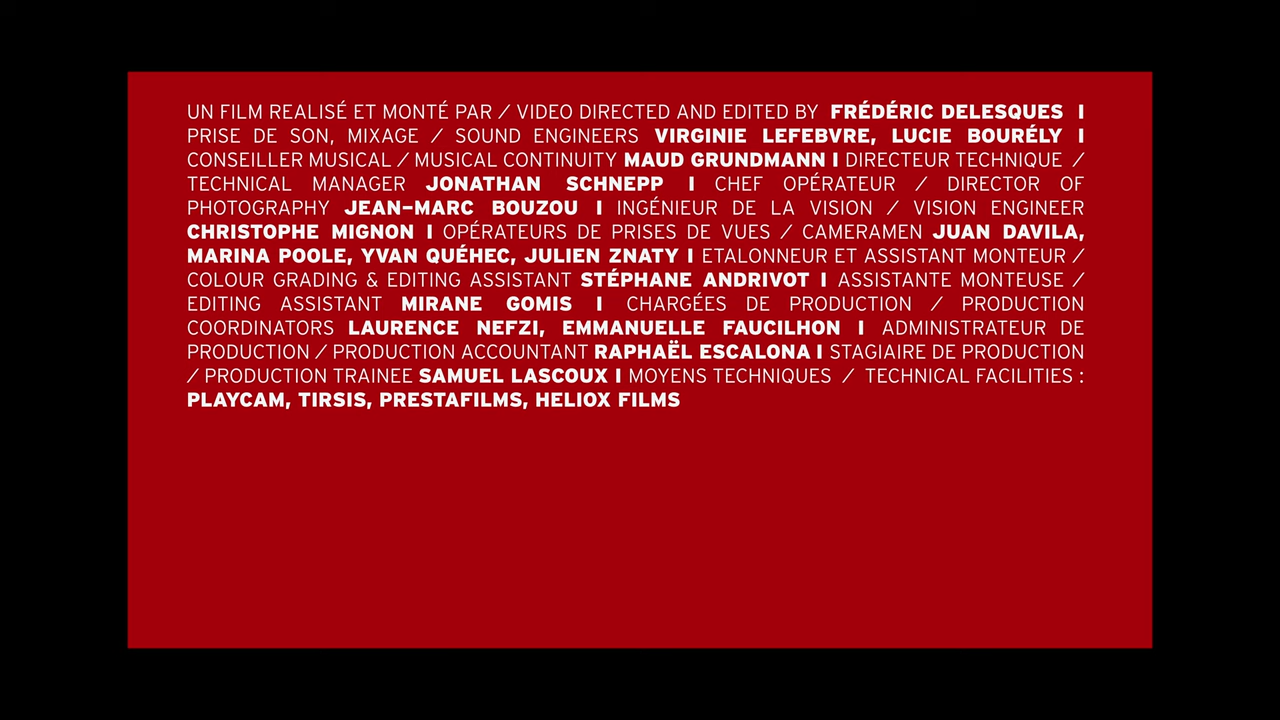 UN FILM REALISÉ ET MONTÉ PAR / VIDEO DIRECTED AND EDITED BY FRÉDÉRIC DELESQUES I
PRISE DE SON, MIXAGE / SOUND ENGINEERS VIRGINIE LEFEBVRE, LUCIE BOURÉLY I
CONSEILLER MUSICAL / MUSICAL CONTINUITY MAUD GRUNDMANN I DIRECTEUR TECHNIQUE /
TECHNICAL MANAGER JONATHAN SCHNEPP I CHEF OPÉRATEUR / DIRECTOR OF
PHOTOGRAPHY JEAN-MARC BOUZOU I INGÉNIEUR DE LA VISION / VISION ENGINEER
CHRISTOPHE MIGNON I OPÉRATEURS DE PRISES DE VUES / CAMERAMEN JUAN DAVILA,
MARINA POOLE, YVAN QUÉHEC, JULIEN ZNATY I ETALONNEUR ET ASSISTANT MONTEUR /
COLOUR GRADING & EDITING ASSISTANT STÉPHANE ANDRIVOT I ASSISTANTE MONTEUSE /
EDITING ASSISTANT MIRANE GOMIS I CHARGÉES DE PRODUCTION / PRODUCTION
COORDINATORS LAURENCE NEFZI, EMMANUELLE FAUCILHON I ADMINISTRATEUR DE
PRODUCTION / PRODUCTION ACCOUNTANT RAPHAËL ESCALONA I STAGIAIRE DE PRODUCTION
/ PRODUCTION TRAINEE SAMUEL LASCOUX I MOYENS TECHNIQUES / TECHNICAL FACILITIES :
PLAYCAM, TIRSIS, PRESTAFILMS, HELIOX FILMS